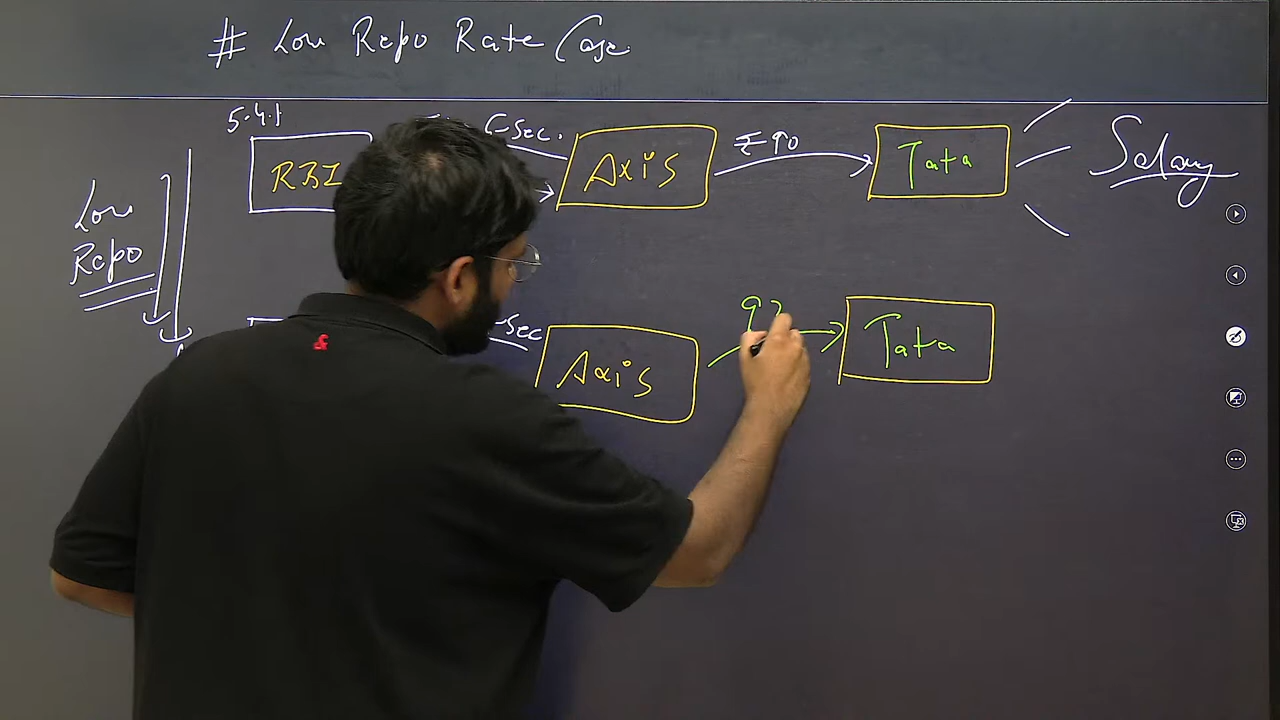 # Low Repo Rate Case
5.4.1
G-Sec.
RBI
Axis
₹90
Tata
Salary
Low
Repo
-Sec
Axis
Tata